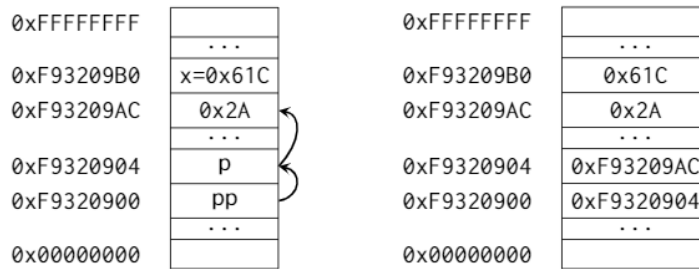 0xFFFFFFFF 0xFFFFFFFF
... ...
0xF93209B0 x=0x61C 0xF93209B0 0x61C
0xF93209AC 0x2A 0xF93209AC 0x2A
... ...
0xF9320904 p 0xF9320904 0xF93209AC
0xF9320900 pp 0xF9320900 0xF9320904
... ...
0x00000000 0x00000000